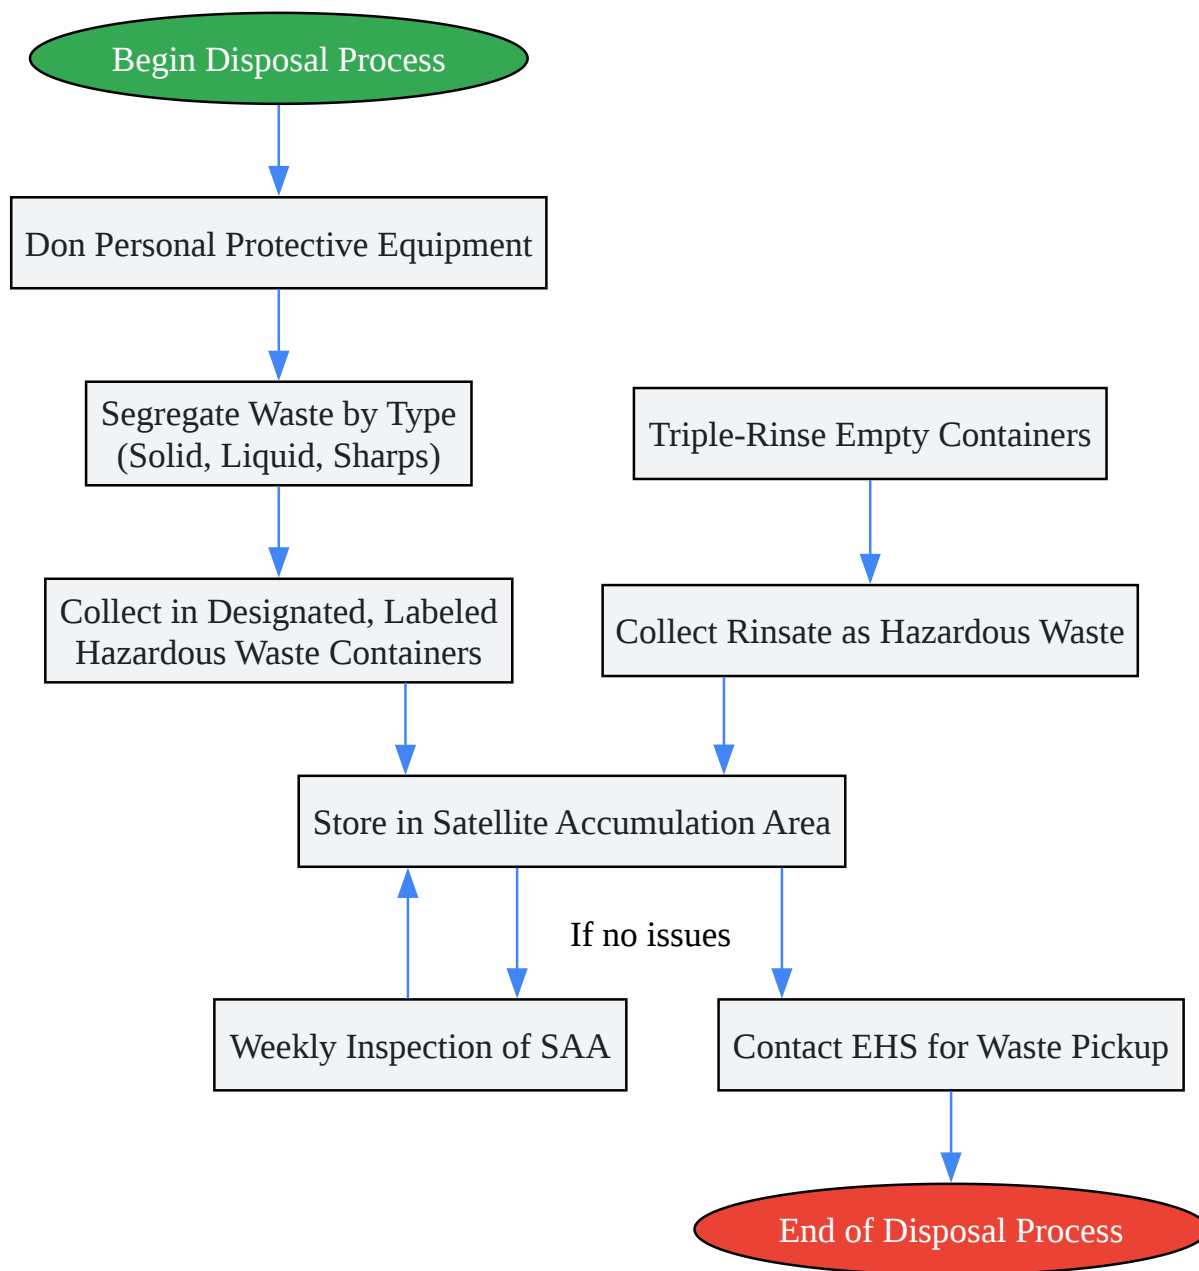 Begin Disposal Process
Don Personal Protective Equipment
Segregate Waste by Type
(Solid, Liquid, Sharps)
Triple-Rinse Empty Containers
Collect in Designated, Labeled
Hazardous Waste Containers
Collect Rinsate as Hazardous Waste
Store in Satellite Accumulation Area
If no issues
Weekly Inspection of SAA
Contact EHS for Waste Pickup
End of Disposal Process